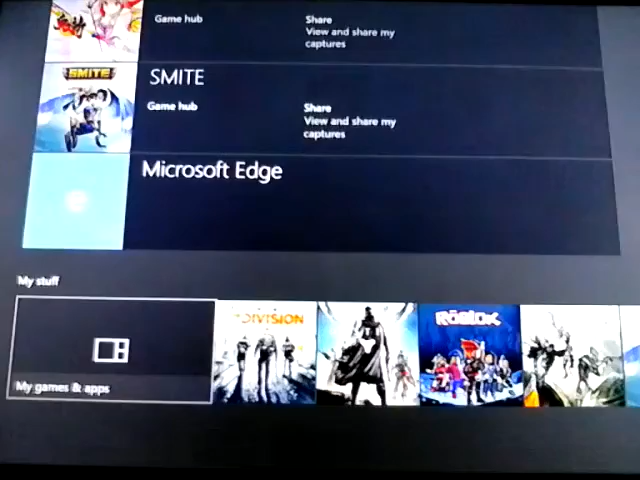 Game hub
Share
View and share my
captures
SMITE
SMITE
Game hub
Share
View and share my
captures
Microsoft Edge
My stuff
DIVISION
ROBLOX
My games & apps